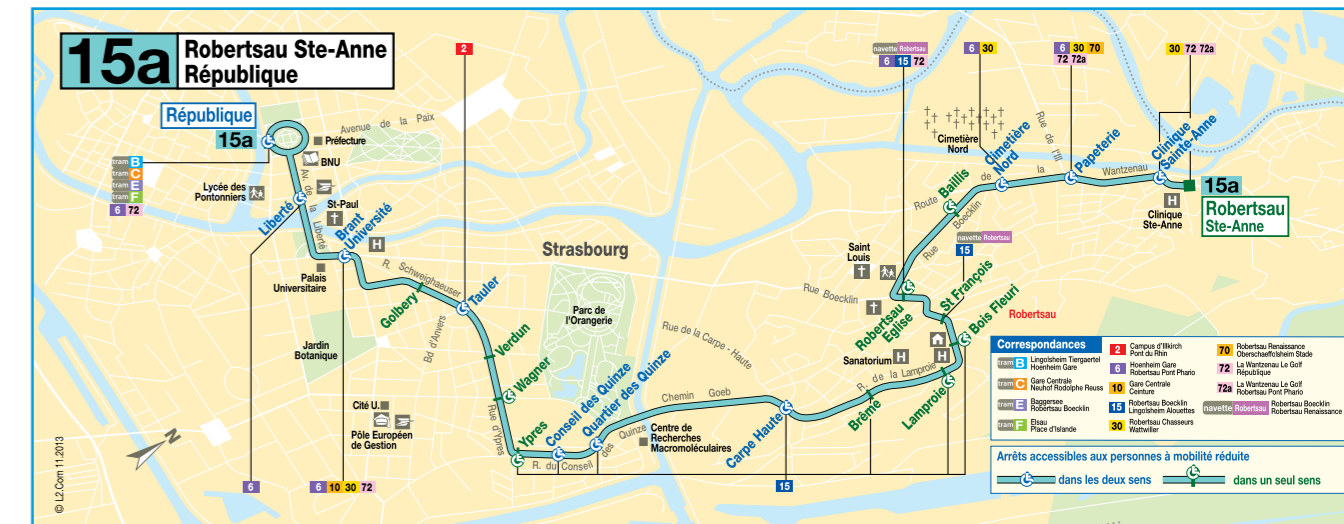 15a
Robertsau Ste-Anne
République
République
15a
tram B
tram C
tram E
tram F
6 72
Préfecture
Avenue de la Paix
BNU
Lycée des
Pontonniers
Liberté
Av. de la Liberté
St-Paul
Brant
Université
H
Palais
Universitaire
R. Schweighaeuser
Golbery
Tauler
2
Bd d'Anvers
Jardin
Botanique
Verdun
Wagner
Rue d'Ypres
Ypres
Cité U.
Pôle Européen
de Gestion
6
6 10 30 72
N
© L2.Com 11.2013
Strasbourg
Parc de
l'Orangerie
Conseil des Quinze
Quartier des Quinze
R. du Conseil des Quinze
Centre de
Recherches
Macromoléculaires
Rue de la Carpe - Haute
Chemin Goeb
Carpe Haute
15
Brême
Lamproie
R. de la Lamproie
Sanatorium H
H
Bois Fleuri
St François
Robertsau
Eglise
Robertsau
Saint
Louis
Rue Boecklin
navette Robertsau
6 15 72
navette Robertsau
15
Rue Boecklin
Baillis
Route de la Wantzenau
Cimetière
Nord
Cimetière
Nord
6 30
Rue de l'Ill
Papeterie
6 30 70
72 72a
Clinique
Sainte-Anne
30 72 72a
H
Clinique
Ste-Anne
15a
Robertsau
Ste-Anne
Correspondances
tram B Lingolsheim Tiergaertel
Hoenheim Gare
tram C Gare Centrale
Neuhof Rodolphe Reuss
tram E Baggersee
Robertsau Boecklin
tram F Elsau
Place d'Islande
2 Campus d'Illkirch
Pont du Rhin
6 Hoenheim Gare
Robertsau Pont Phario
10 Gare Centrale
Ceinture
15 Robertsau Boecklin
Lingolsheim Alouettes
30 Robertsau Chasseurs
Wattwiller
70 Robertsau Renaissance
Oberschaeffolsheim Stade
72 La Wantzenau Le Golf
République
72a La Wantzenau Le Golf
Robertsau Pont Phario
navette Robertsau Robertsau Boecklin
Robertsau Renaissance
Arrêts accessibles aux personnes à mobilité réduite
dans les deux sens
dans un seul sens